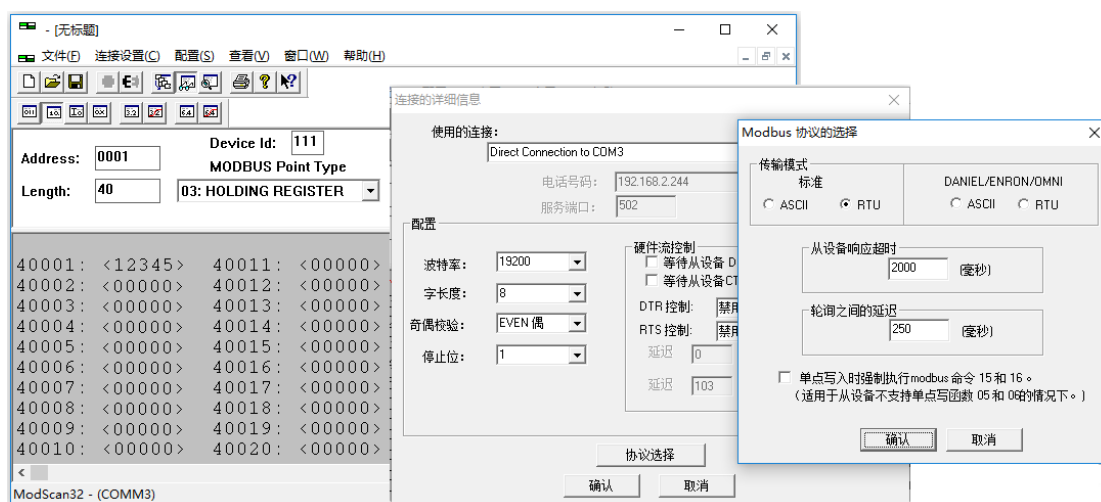 - [无标题]
文件(F) 连接设置(C) 配置(S) 查看(V) 窗口(W) 帮助(H)
Device Id: 111
Address: 0001
MODBUS Point Type
Length: 40
03: HOLDING REGISTER
40001: <12345> 40011: <00000>
40002: <00000> 40012: <00000>
40003: <00000> 40013: <00000>
40004: <00000> 40014: <00000>
40005: <00000> 40015: <00000>
40006: <00000> 40016: <00000>
40007: <00000> 40017: <00000>
40008: <00000> 40018: <00000>
40009: <00000> 40019: <00000>
40010: <00000> 40020: <00000>
ModScan32 - (COMM3)
连接的详细信息
使用的连接:
Direct Connection to COM3
电话号码: 192.168.2.244
服务端口: 502
配置
波特率: 19200
字长度: 8
奇偶校验: EVEN 偶
停止位: 1
硬件流控制
等待从设备 D
等待从设备CT
DTR 控制: 禁用
RTS 控制: 禁用
延迟 0
延迟 103
协议选择
确认 取消
Modbus 协议的选择
传输模式
标准
ASCII RTU
DANIEL/ENRON/OMNI
ASCII RTU
从设备响应超时
2000 (毫秒)
轮询之间的延迟
250 (毫秒)
单点写入时强制执行modbus 命令 15 和 16。
(适用于从设备不支持单点写函数 05 和 06的情况下。)
确认 取消